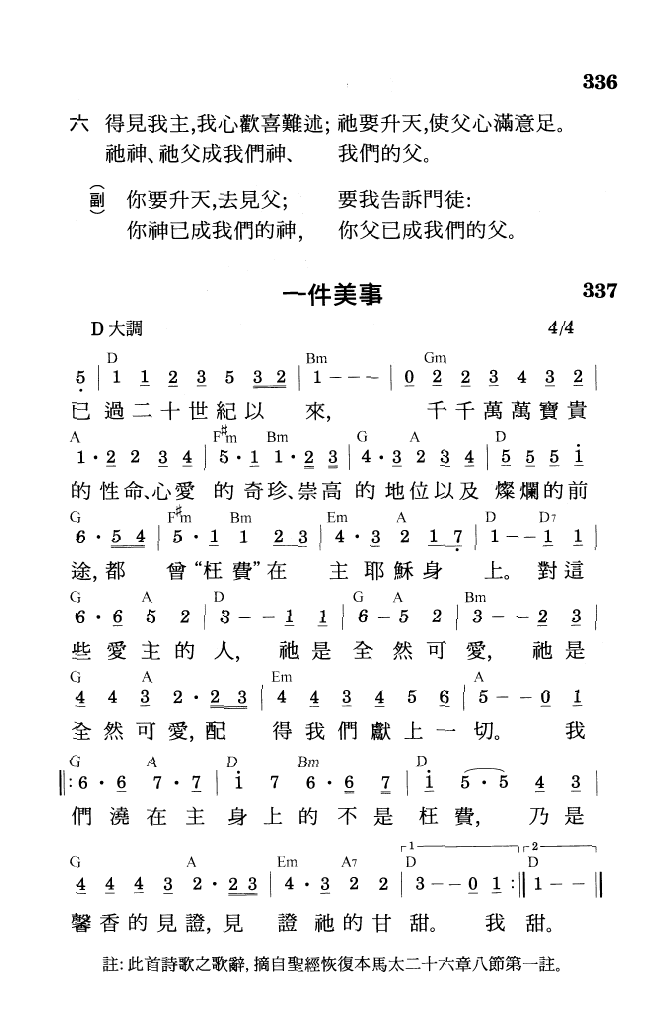 336
六 得見我主,我心歡喜難述; 祂要升天,使父心滿意足。
祂神、祂父成我們神、 我們的父。
(副) 你要升天,去見父; 要我告訴門徒:
你神已成我們的神, 你父已成我們的父。
一件美事 337
D 大調 4/4
D Bm Gm
5 | 1 1 2 3 5 3 2 | 1 - - - | 0 2 2 3 4 3 2 |
已 過 二 十 世 紀 以 來, 千 千 萬 萬 寶 貴
A F#m Bm G A D
1 · 2 2 3 4 | 5 · 1 1 · 2 3 | 4 · 3 2 3 4 | 5 5 5 1
的 性命、心愛 的 奇珍、崇高 的 地位以及 燦爛的前
G F#m Bm Em A D D7
6 · 5 4 | 5 · 1 1 2 3 | 4 · 3 2 1 7 | 1 - - 1 1 |
途, 都 曾 “枉 費” 在 主 耶 穌 身 上。 對 這
G A D G A Bm
6 · 6 5 2 | 3 - - 1 1 | 6 - 5 2 | 3 - - 2 3 |
些 愛 主 的 人, 祂 是 全 然 可 愛, 祂 是
G A Em A
4 4 3 2 · 2 3 | 4 4 3 4 5 6 | 5 - - 0 1
全 然 可 愛, 配 得 我 們 獻 上 一 切。 我
G A D Bm D
‖: 6 · 6 7 · 7 | 1 7 6 · 6 7 | 1 5 · 5 4 3 |
們 澆 在 主 身 上 的 不 是 枉 費, 乃 是
G A Em A7 D D
1 2
4 4 4 3 2 · 2 3 | 4 · 3 2 2 | 3 - - 0 1 :‖ 1 - - ‖
馨 香 的 見 證, 見 證 祂 的 甘 甜。 我 甜。
註: 此首詩歌之歌辭, 摘自聖經恢復本馬太二十六章八節第一註。